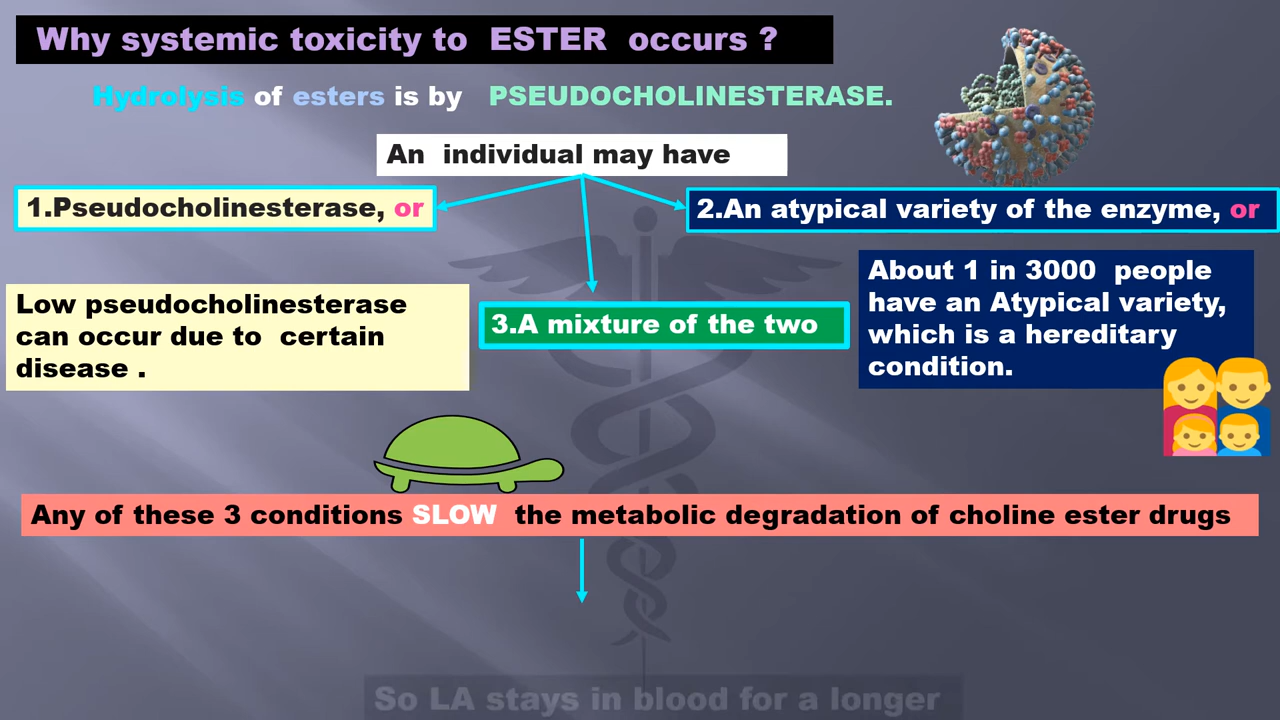 Why systemic toxicity to ESTER occurs ?
Hydrolysis of esters is by PSEUDOCHOLINESTERASE.
An individual may have
1.Pseudocholinesterase, or
2.An atypical variety of the enzyme, or
Low pseudocholinesterase
can occur due to certain
disease .
3.A mixture of the two
About 1 in 3000 people
have an Atypical variety,
which is a hereditary
condition.
Any of these 3 conditions SLOW the metabolic degradation of choline ester drugs
So LA stays in blood for a longer